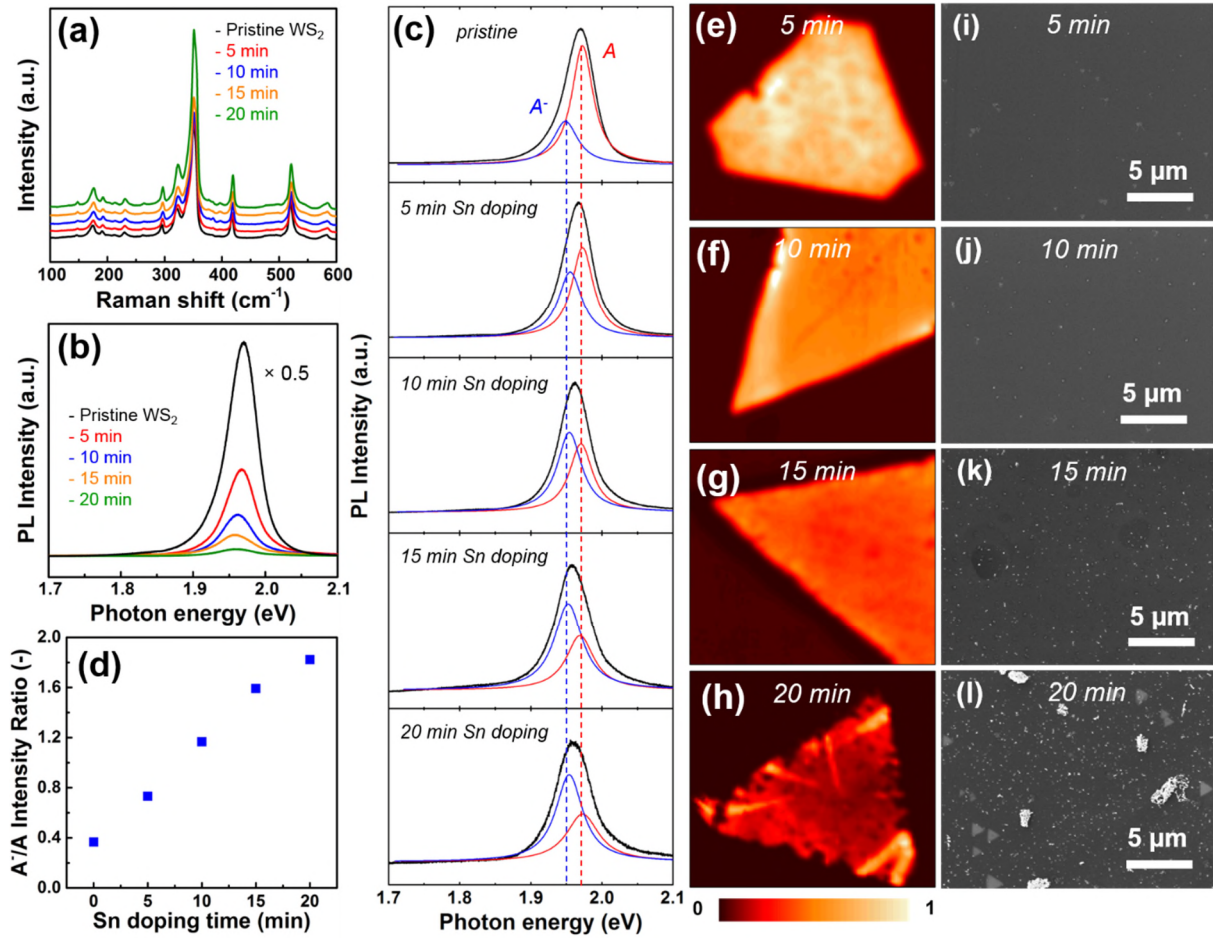 (a)
- Pristine WS₂
- 5 min
- 10 min
- 15 min
- 20 min
Intensity (a.u.)
100 200 300 400 500 600
Raman shift (cm⁻¹)
(b)
× 0.5
- Pristine WS₂
- 5 min
- 10 min
- 15 min
- 20 min
PL Intensity (a.u.)
1.7 1.8 1.9 2.0 2.1
Photon energy (eV)
(d)
2.0
1.6
1.2
0.8
0.4
0.0
A⁻/A Intensity Ratio (-)
0 5 10 15 20
Sn doping time (min)
(c)
pristine
A
A⁻
5 min Sn doping
10 min Sn doping
15 min Sn doping
20 min Sn doping
PL Intensity (a.u.)
1.7 1.8 1.9 2.0 2.1
Photon energy (eV)
(e) 5 min
(f) 10 min
(g) 15 min
(h) 20 min
0 1
(i) 5 min
5 µm
(j) 10 min
5 µm
(k) 15 min
5 µm
(l) 20 min
5 µm